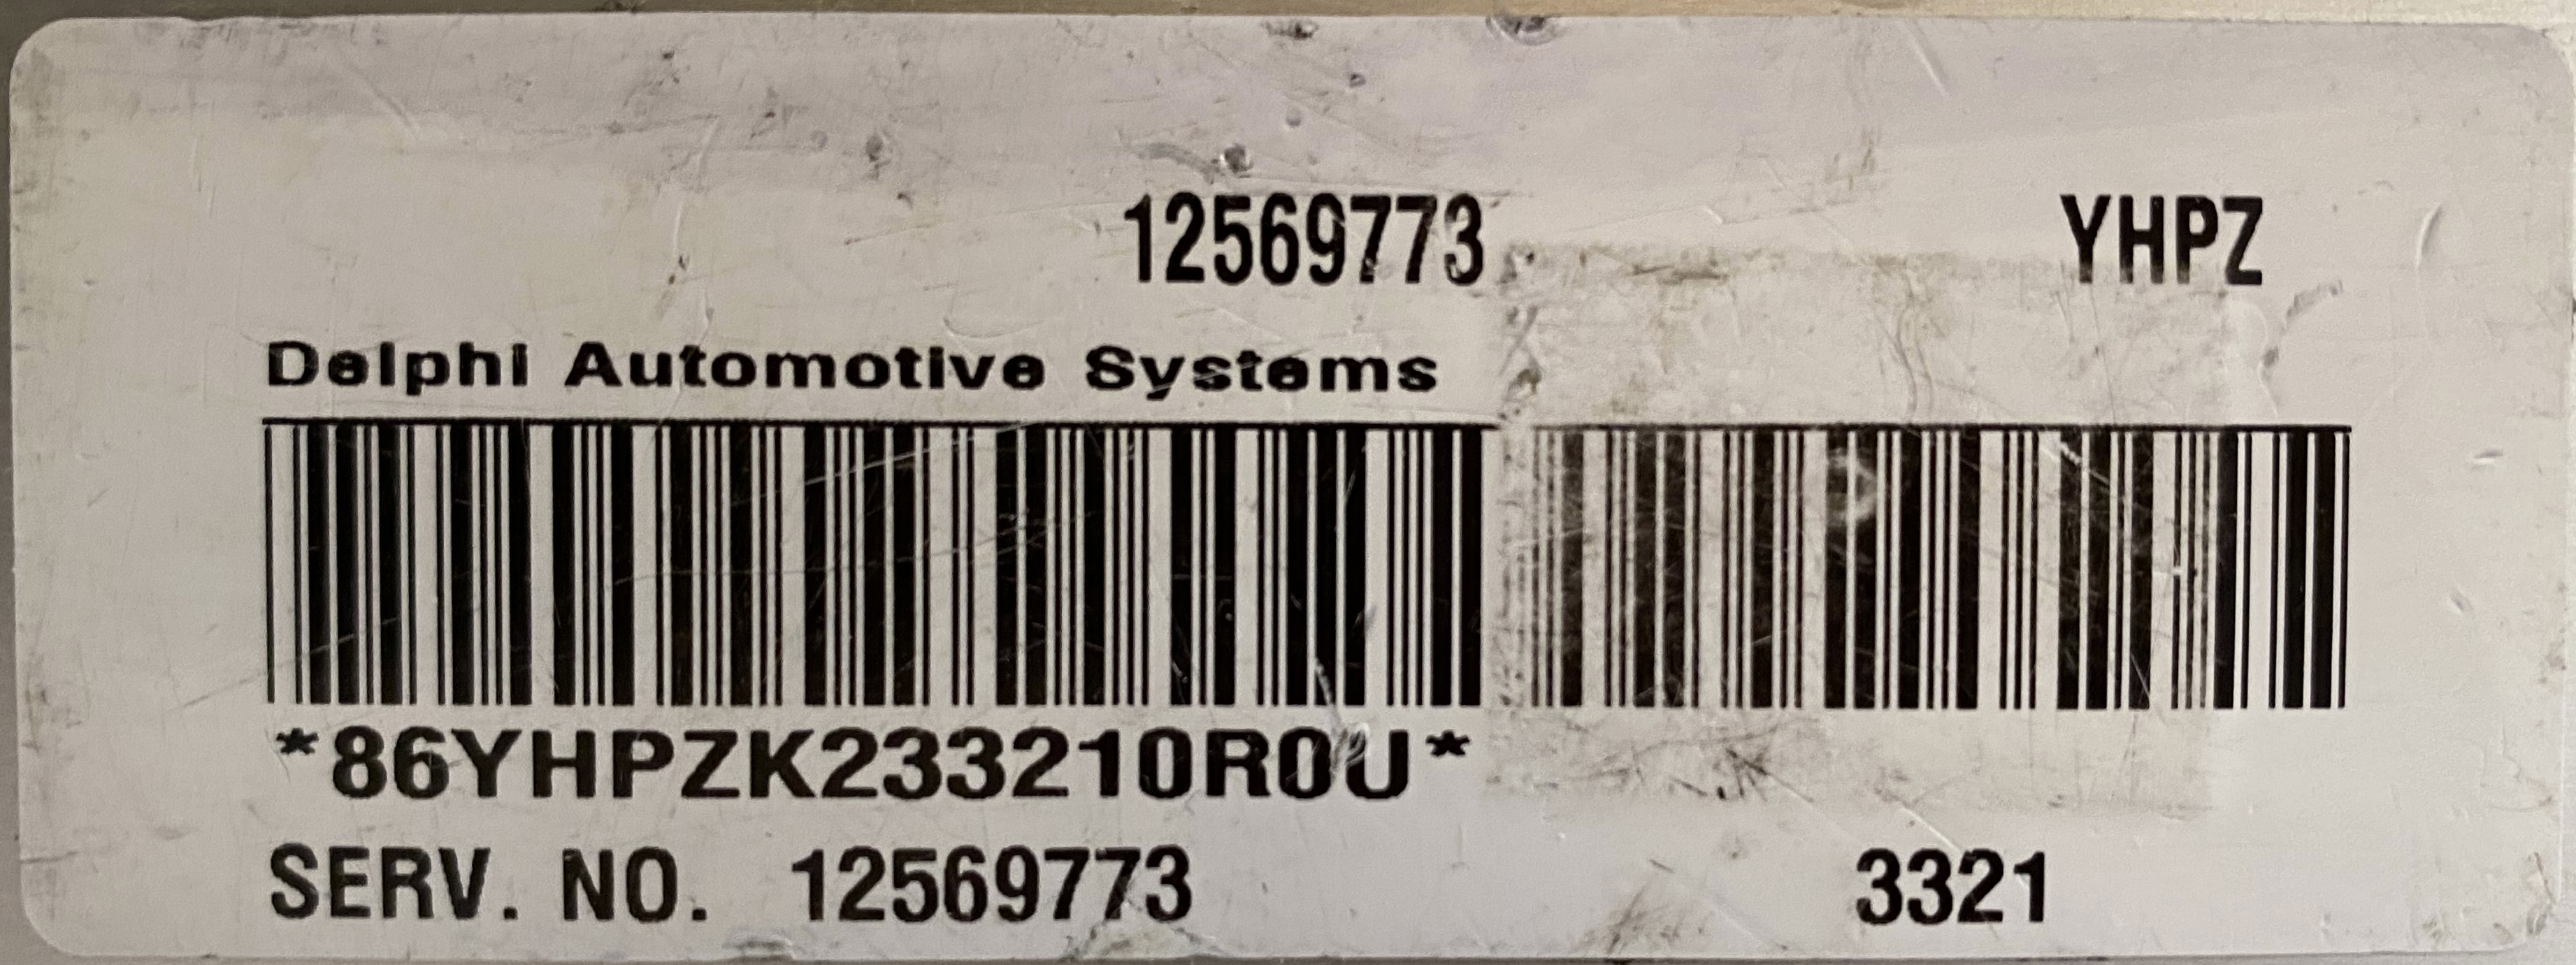 12569773 YHPZ
Delphi Automotive Systems
*86YHPZK233210R0U*
SERV. NO. 12569773 3321